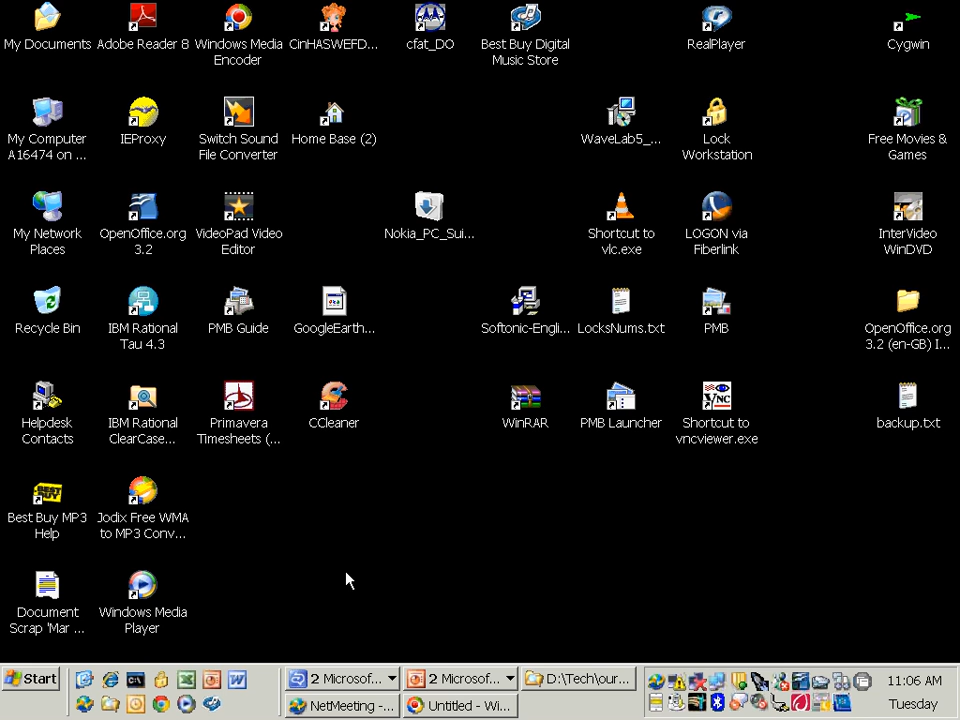 My Documents
Adobe Reader 8
Windows Media
Encoder
CinHASWEFD...
cfat_DO
Best Buy Digital
Music Store
RealPlayer
Cygwin
My Computer
A16474 on ...
IEProxy
Switch Sound
File Converter
Home Base (2)
WaveLab5_...
Lock
Workstation
Free Movies &
Games
My Network
Places
OpenOffice.org
3.2
VideoPad Video
Editor
Nokia_PC_Sui...
Shortcut to
vlc.exe
LOGON via
Fiberlink
InterVideo
WinDVD
Recycle Bin
IBM Rational
Tau 4.3
PMB Guide
GoogleEarth...
Softonic-Engli...
LocksNums.txt
PMB
OpenOffice.org
3.2 (en-GB) I...
Helpdesk
Contacts
IBM Rational
ClearCase...
Primavera
Timesheets (...
CCleaner
WinRAR
PMB Launcher
VNC
Shortcut to
vncviewer.exe
backup.txt
BEST
BUY
Best Buy MP3
Help
Jodix Free WMA
to MP3 Conv...
Document
Scrap 'Mar ...
Windows Media
Player
Start
2 Microsof...
2 Microsof...
D:\Tech\our...
11:06 AM
NetMeeting -...
Untitled - Wi...
Tuesday